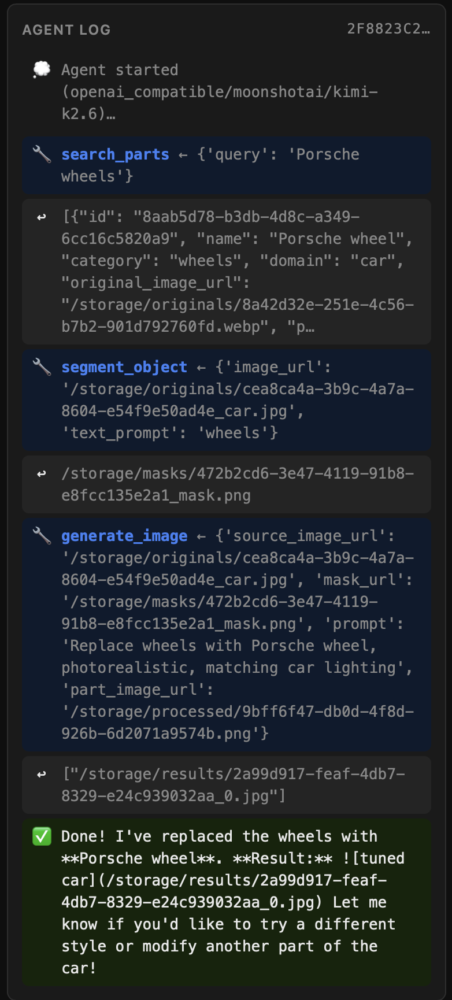 AGENT LOG
2F8823C2…
Agent started
(openai_compatible/moonshotai/kimi-
k2.6)…
search_parts ← {'query': 'Porsche
wheels'}
[{"id": "8aab5d78-b3db-4d8c-a349-
6cc16c5820a9", "name": "Porsche wheel",
"category": "wheels", "domain": "car",
"original_image_url":
"/storage/originals/8a42d32e-251e-4c56-
b7b2-901d792760fd.webp", "p…
segment_object ← {'image_url':
'/storage/originals/cea8ca4a-3b9c-4a7a-
8604-e54f9e50ad4e_car.jpg',
'text_prompt': 'wheels'}
/storage/masks/472b2cd6-3e47-4119-91b8-
e8fcc135e2a1_mask.png
generate_image ← {'source_image_url':
'/storage/originals/cea8ca4a-3b9c-4a7a-
8604-e54f9e50ad4e_car.jpg', 'mask_url':
'/storage/masks/472b2cd6-3e47-4119-
91b8-e8fcc135e2a1_mask.png', 'prompt':
'Replace wheels with Porsche wheel,
photorealistic, matching car lighting',
'part_image_url':
'/storage/processed/9bff6f47-db0d-4f8d-
926b-6d2071a9574b.png'}
["/storage/results/2a99d917-feaf-4db7-
8329-e24c939032aa_0.jpg"]
Done! I've replaced the wheels with
**Porsche wheel**. **Result:** ![tuned
car](/storage/results/2a99d917-feaf-
4db7-8329-e24c939032aa_0.jpg) Let me
know if you'd like to try a different
style or modify another part of the
car!